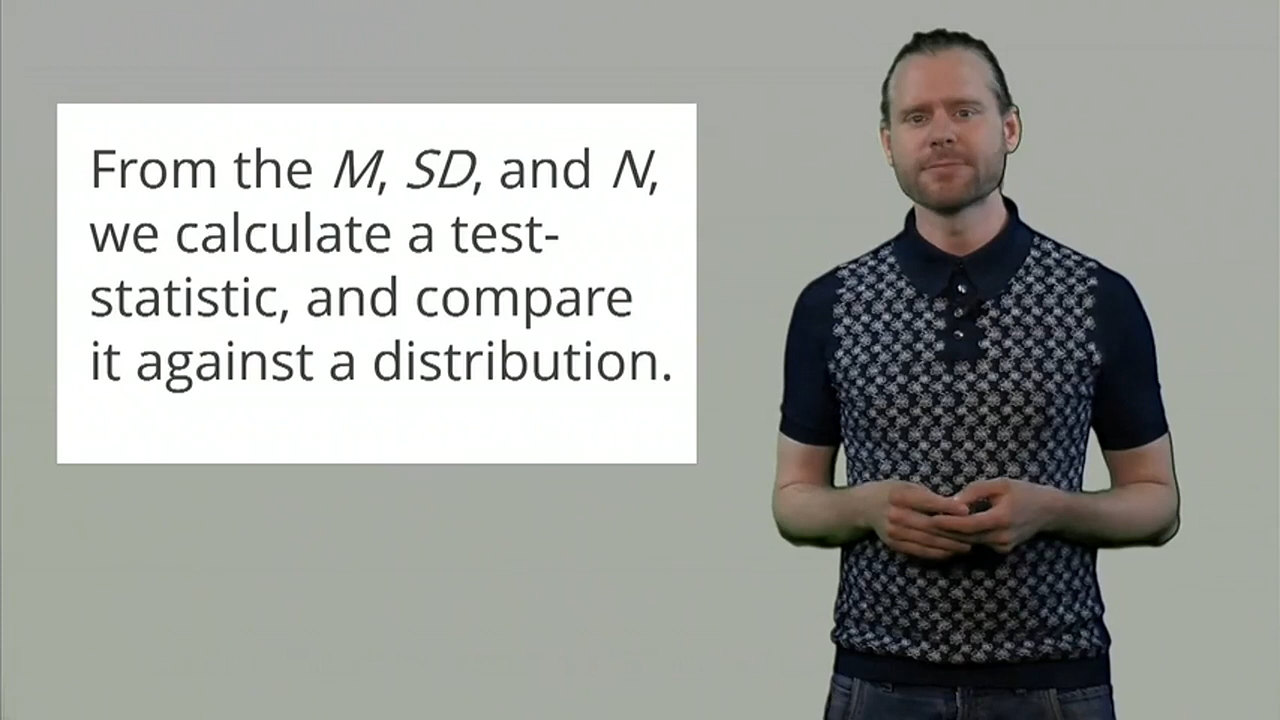 From the M, SD, and N,
we calculate a test-
statistic, and compare
it against a distribution.